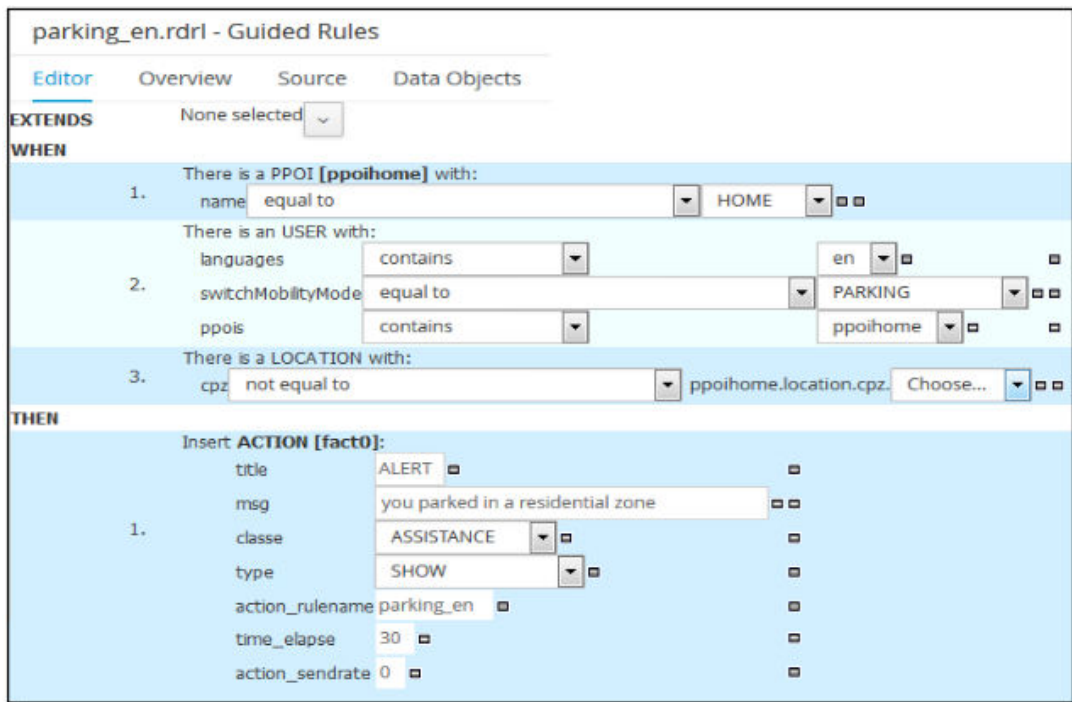 parking_en.rdrl - Guided Rules
Editor Overview Source Data Objects
EXTENDS None selected
WHEN
There is a PPOI [ppoihome] with:
1. name equal to HOME
There is an USER with:
languages contains en
2. switchMobilityMode equal to PARKING
ppois contains ppoihome
There is a LOCATION with:
3. cpz not equal to ppoihome.location.cpz. Choose...
THEN
Insert ACTION [fact0]:
title ALERT
msg you parked in a residential zone
1. classe ASSISTANCE
type SHOW
action_rulename parking_en
time_elapse 30
action_sendrate 0